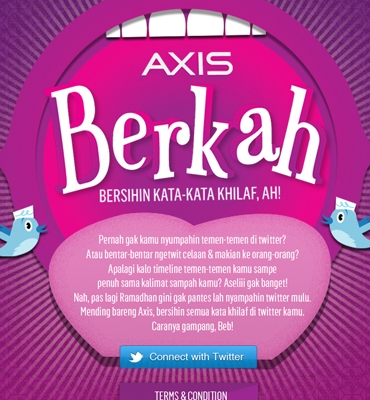 AXIS
Berkah
BERSIHIN KATA-KATA KHILAF, AH!
Pernah gak kamu nyumpahin temen-temen di twitter?
Atau bentar-bentar ngetwit celaan & makian ke orang-orang?
Apalagi kalo timeline temen-temen kamu sampe
penuh sama kalimat sampah kamu? Aseliii gak banget!
Nah, pas lagi Ramadhan gini gak pantes lah nyampahin twitter mulu.
Mending bareng Axis, bersihin semua kata khilaf di twitter kamu.
Caranya gampang, Beb!
Connect with Twitter
TERMS & CONDITION